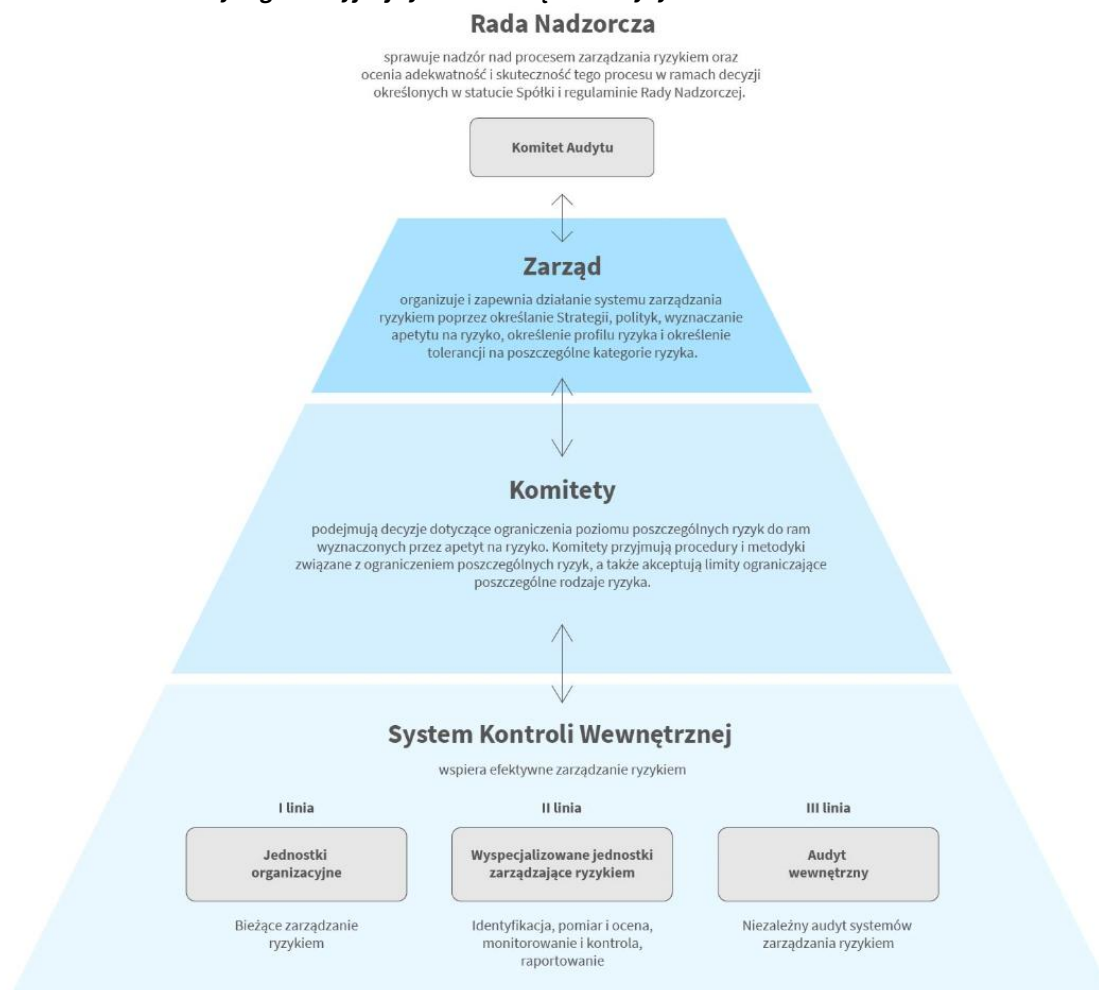 Rada Nadzorcza
sprawuje nadzór nad procesem zarządzania ryzykiem oraz
ocenia adekwatność i skuteczność tego procesu w ramach decyzji
określonych w statucie Spółki i regulaminie Rady Nadzorczej.
Komitet Audytu
Zarząd
organizuje i zapewnia działanie systemu zarządzania
ryzykiem poprzez określanie Strategii, polityk, wyznaczanie
apetytu na ryzyko, określenie profilu ryzyka i określenie
tolerancji na poszczególne kategorie ryzyka.
Komitety
podejmują decyzje dotyczące ograniczenia poziomu poszczególnych ryzyk do ram
wyznaczonych przez apetyt na ryzyko. Komitety przyjmują procedury i metodyki
związane z ograniczeniem poszczególnych ryzyk, a także akceptują limity ograniczające
poszczególne rodzaje ryzyka.
System Kontroli Wewnętrznej
wspiera efektywne zarządzanie ryzykiem
I linia
Jednostki
organizacyjne
Bieżące zarządzanie
ryzykiem
II linia
Wyspecjalizowane jednostki
zarządzające ryzykiem
Identyfikacja, pomiar i ocena,
monitorowanie i kontrola,
raportowanie
III linia
Audyt
wewnętrzny
Niezależny audyt systemów
zarządzania ryzykiem